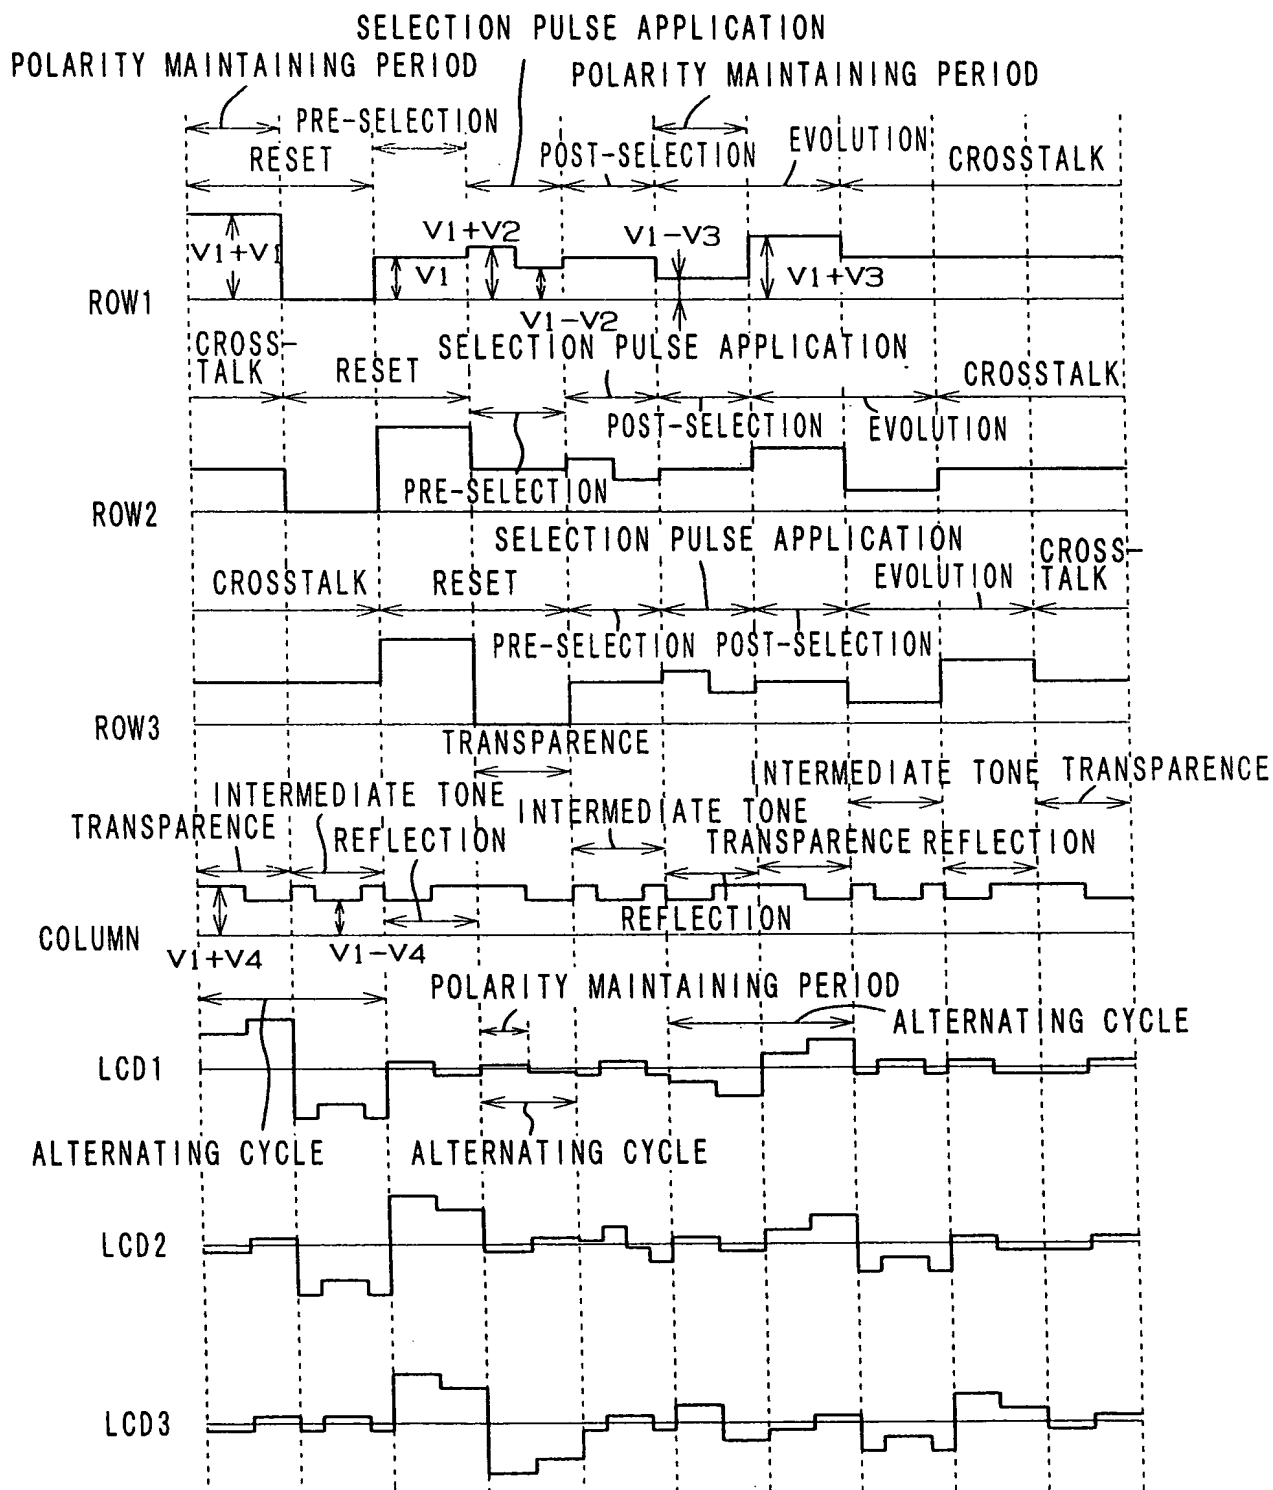 SELECTION PULSE APPLICATION
POLARITY MAINTAINING PERIOD
POLARITY MAINTAINING PERIOD
PRE-SELECTION
RESET
POST-SELECTION
EVOLUTION
CROSSTALK
V1+V1
V1
V1+V2
V1-V2
V1-V3
V1+V3
ROW1
CROSS-
TALK
RESET
SELECTION PULSE APPLICATION
CROSSTALK
POST-SELECTION
EVOLUTION
PRE-SELECTION
ROW2
SELECTION PULSE APPLICATION
CROSSTALK
RESET
EVOLUTION
CROSS-
TALK
PRE-SELECTION
POST-SELECTION
ROW3
TRANSPARENCE
INTERMEDIATE TONE
TRANSPARENCE
INTERMEDIATE TONE
TRANSPARENCE
REFLECTION
INTERMEDIATE TONE
TRANSPARENCE
REFLECTION
REFLECTION
COLUMN
V1+V4
V1-V4
POLARITY MAINTAINING PERIOD
ALTERNATING CYCLE
LCD1
ALTERNATING CYCLE
ALTERNATING CYCLE
LCD2
LCD3